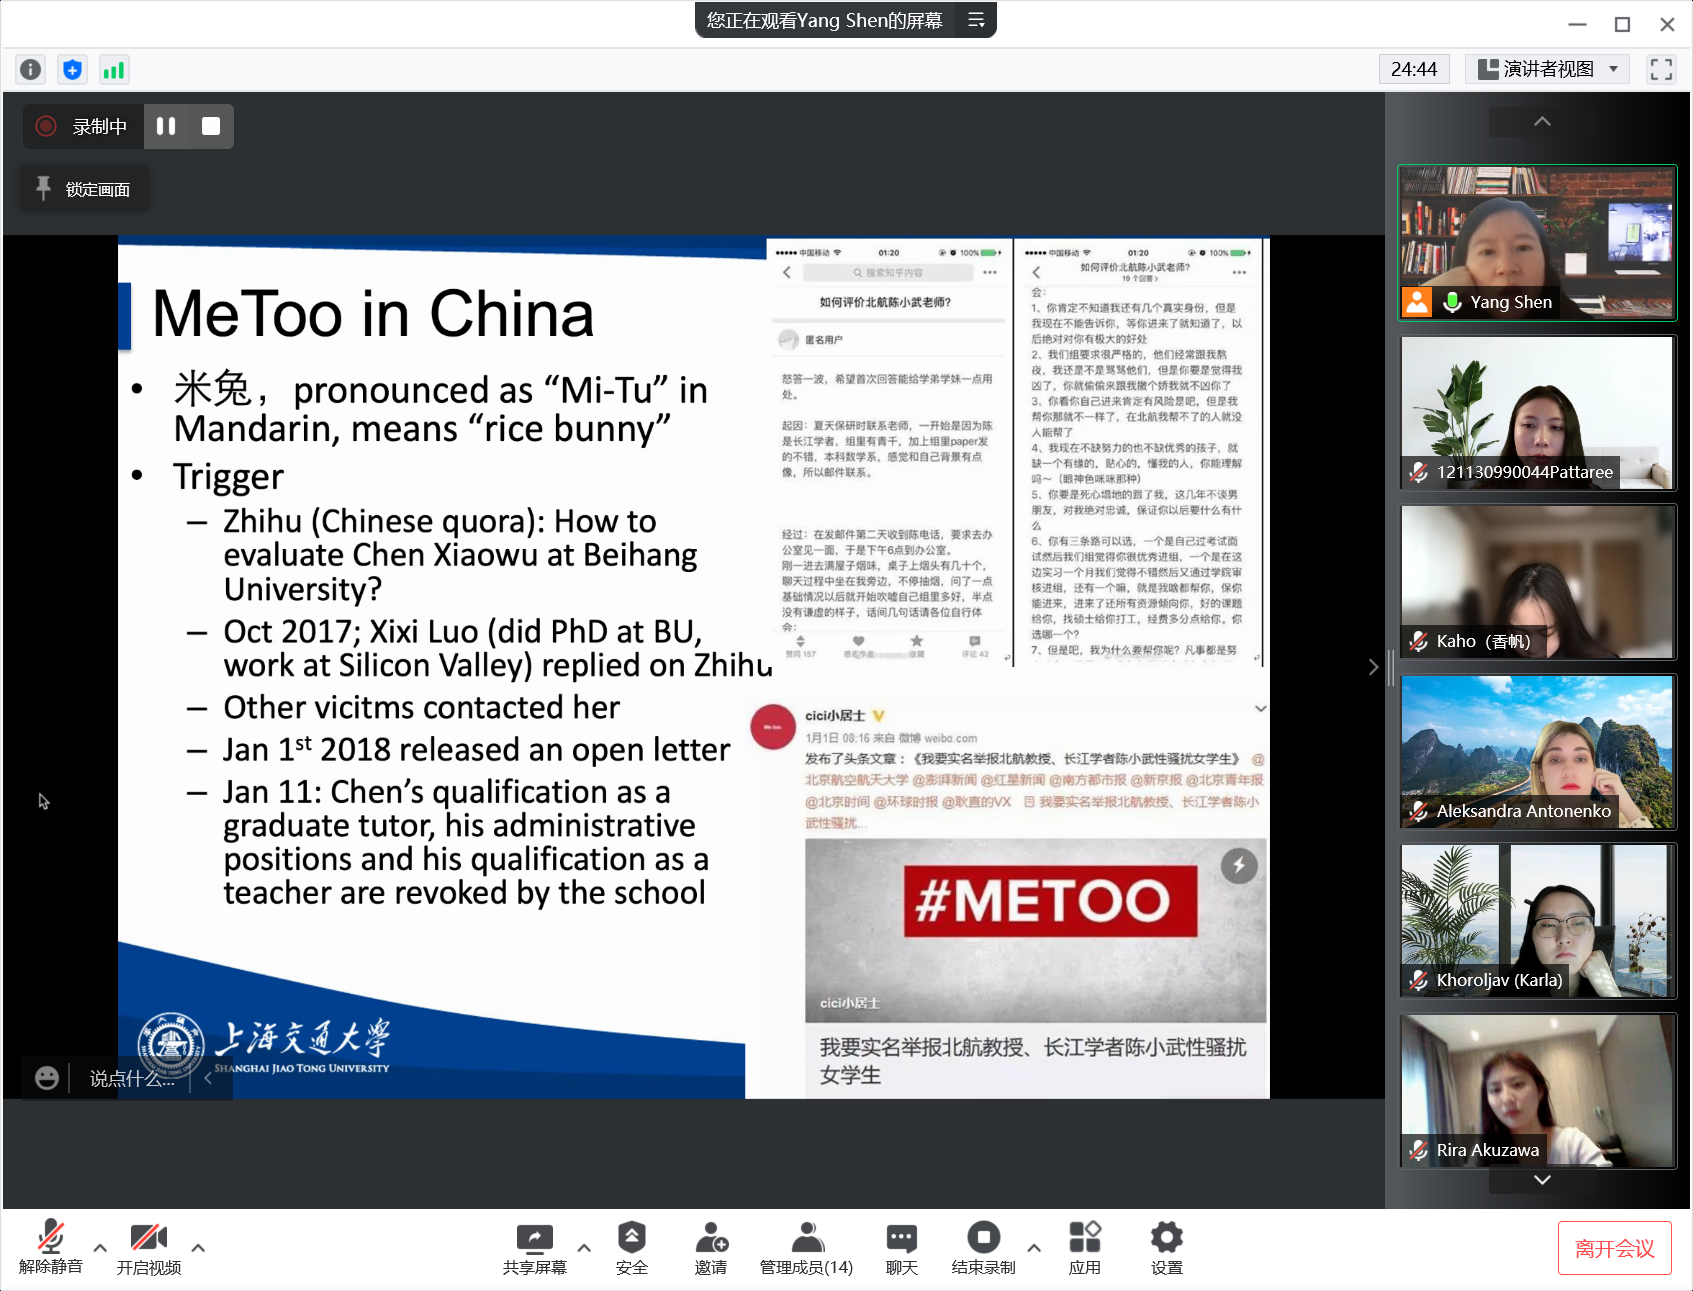 您正在观看Yang Shen的屏幕
24:44
演讲者视图
录制中
锁定画面
MeToo in China
• 米兔，pronounced as “Mi-Tu” in
Mandarin, means “rice bunny”
• Trigger
– Zhihu (Chinese quora): How to
evaluate Chen Xiaowu at Beihang
University?
– Oct 2017; Xixi Luo (did PhD at BU,
work at Silicon Valley) replied on Zhihu
– Other vicitms contacted her
– Jan 1st 2018 released an open letter
– Jan 11: Chen’s qualification as a
graduate tutor, his administrative
positions and his qualification as a
teacher are revoked by the school
上海交通大学
SHANGHAI JIAO TONG UNIVERSITY
说点什么...
中国移动 01:20 100%
搜索知乎内容
如何评价北航陈小武老师?
匿名用户
怒答一波，希望首次回答能给学弟学妹一点用
处。
起因：夏天保研时联系老师，一开始是因为陈
是长江学者，组里有青千，加上组里paper发
的不错，本科数学系，感觉和自己背景有点
像，所以邮件联系。
经过：在发邮件第二天收到陈电话，要求去办
公室见一面，于是下午6点到办公室。
刚一进去满屋子烟味，桌子上烟头有几十个，
聊天过程中坐在我旁边，不停抽烟，问了一点
基础情况以后就开始吹嘘自己组里多好，半点
没有谦虚的样子，话间几句话请各位自行体
会：
赞同 157
收藏
评论 42
中国移动 01:20 100%
如何评价北航陈小武老师?
19 个回答
会：
1、你肯定不知道我还有几个真实身份，但是
我现在不能告诉你，等你进来了就知道了，以
后绝对对你有极大的好处
2、我们组要求很严格的，他们经常跟我熬
夜，我还是不是骂骂他们，但是你要是觉得我
凶了，你就偷偷来跟我撒个娇我就不凶你了
3、你看你自己进来肯定有风险是吧，但是我
帮你那就不一样了，在北航我帮不了的人就没
人能帮了
4、我现在不缺努力的也不缺优秀的孩子，就
缺一个有缘的，贴心的，懂我的人，你能理解
吗～（眼神色咪咪那种）
5、你要是死心塌地的跟了我，这几年不谈男
朋友，对我绝对忠诚，保证你以后要什么有什
么
6、你有三条路可以选，一个是自己过考试面
试然后我们组觉得你很优秀进组，一个是在这
边实习一个月我们觉得不错然后又通过学院审
核进组，还有一个嘛，就是我啥都帮你，保你
能进来，进来了还所有资源倾向你，好的课题
给你，找硕士给你打工，经费多分点给你。你
选哪一个？
7、但是吧，我为什么要帮你呢？凡事都是努
cici小居士
1月1日 08:16 来自 微博 weibo.com
发布了头条文章：《我要实名举报北航教授、长江学者陈小武性骚扰女学生》 @
北京航空航天大学 @澎湃新闻 @红星新闻 @南方都市报 @新京报 @北京青年报
@北京时间 @环球时报 @耿直的VX 我要实名举报北航教授、长江学者陈小
武性骚扰...
#METOO
cici小居士
我要实名举报北航教授、长江学者陈小武性骚扰
女学生
Yang Shen
121130990044Pattaree
Kaho（香帆）
Aleksandra Antonenko
Khoroljav (Karla)
Rira Akuzawa
解除静音
开启视频
共享屏幕
安全
邀请
管理成员(14)
聊天
结束录制
应用
设置
离开会议